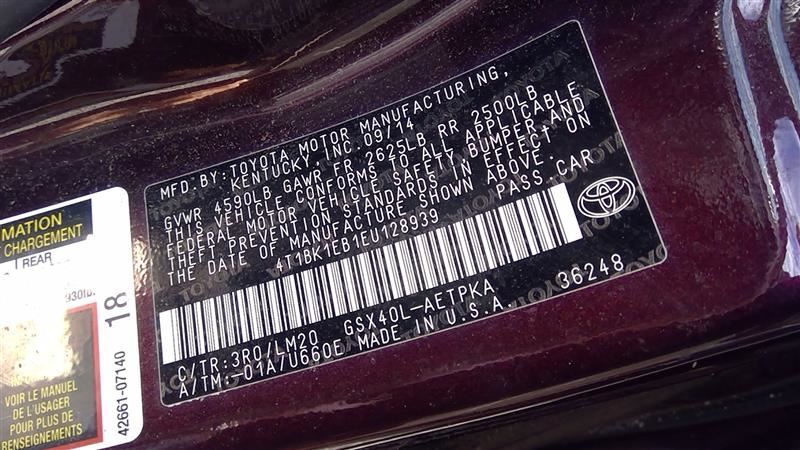 MFD. BY: TOYOTA MOTOR MANUFACTURING,
KENTUCKY, INC. 09/14
GVWR 4590LB GAWR FR 2625LB RR 2500LB
THIS VEHICLE CONFORMS TO ALL APPLICABLE
FEDERAL MOTOR VEHICLE SAFETY, BUMPER, AND
THEFT PREVENTION STANDARDS IN EFFECT ON
THE DATE OF MANUFACTURE SHOWN ABOVE.
4T1BK1EB1EU128939 PASS. CAR
C/TR: 3R0/LM20 GSX40L-AETPKA 36248
A/TM: -01A/U660E MADE IN U.S.A.
MATION
CHARGEMENT
REAR
930
18
VOIR LE MANUEL
DE L'USAGER
POUR PLUS DE
RENSEIGNEMENTS
42661-07140